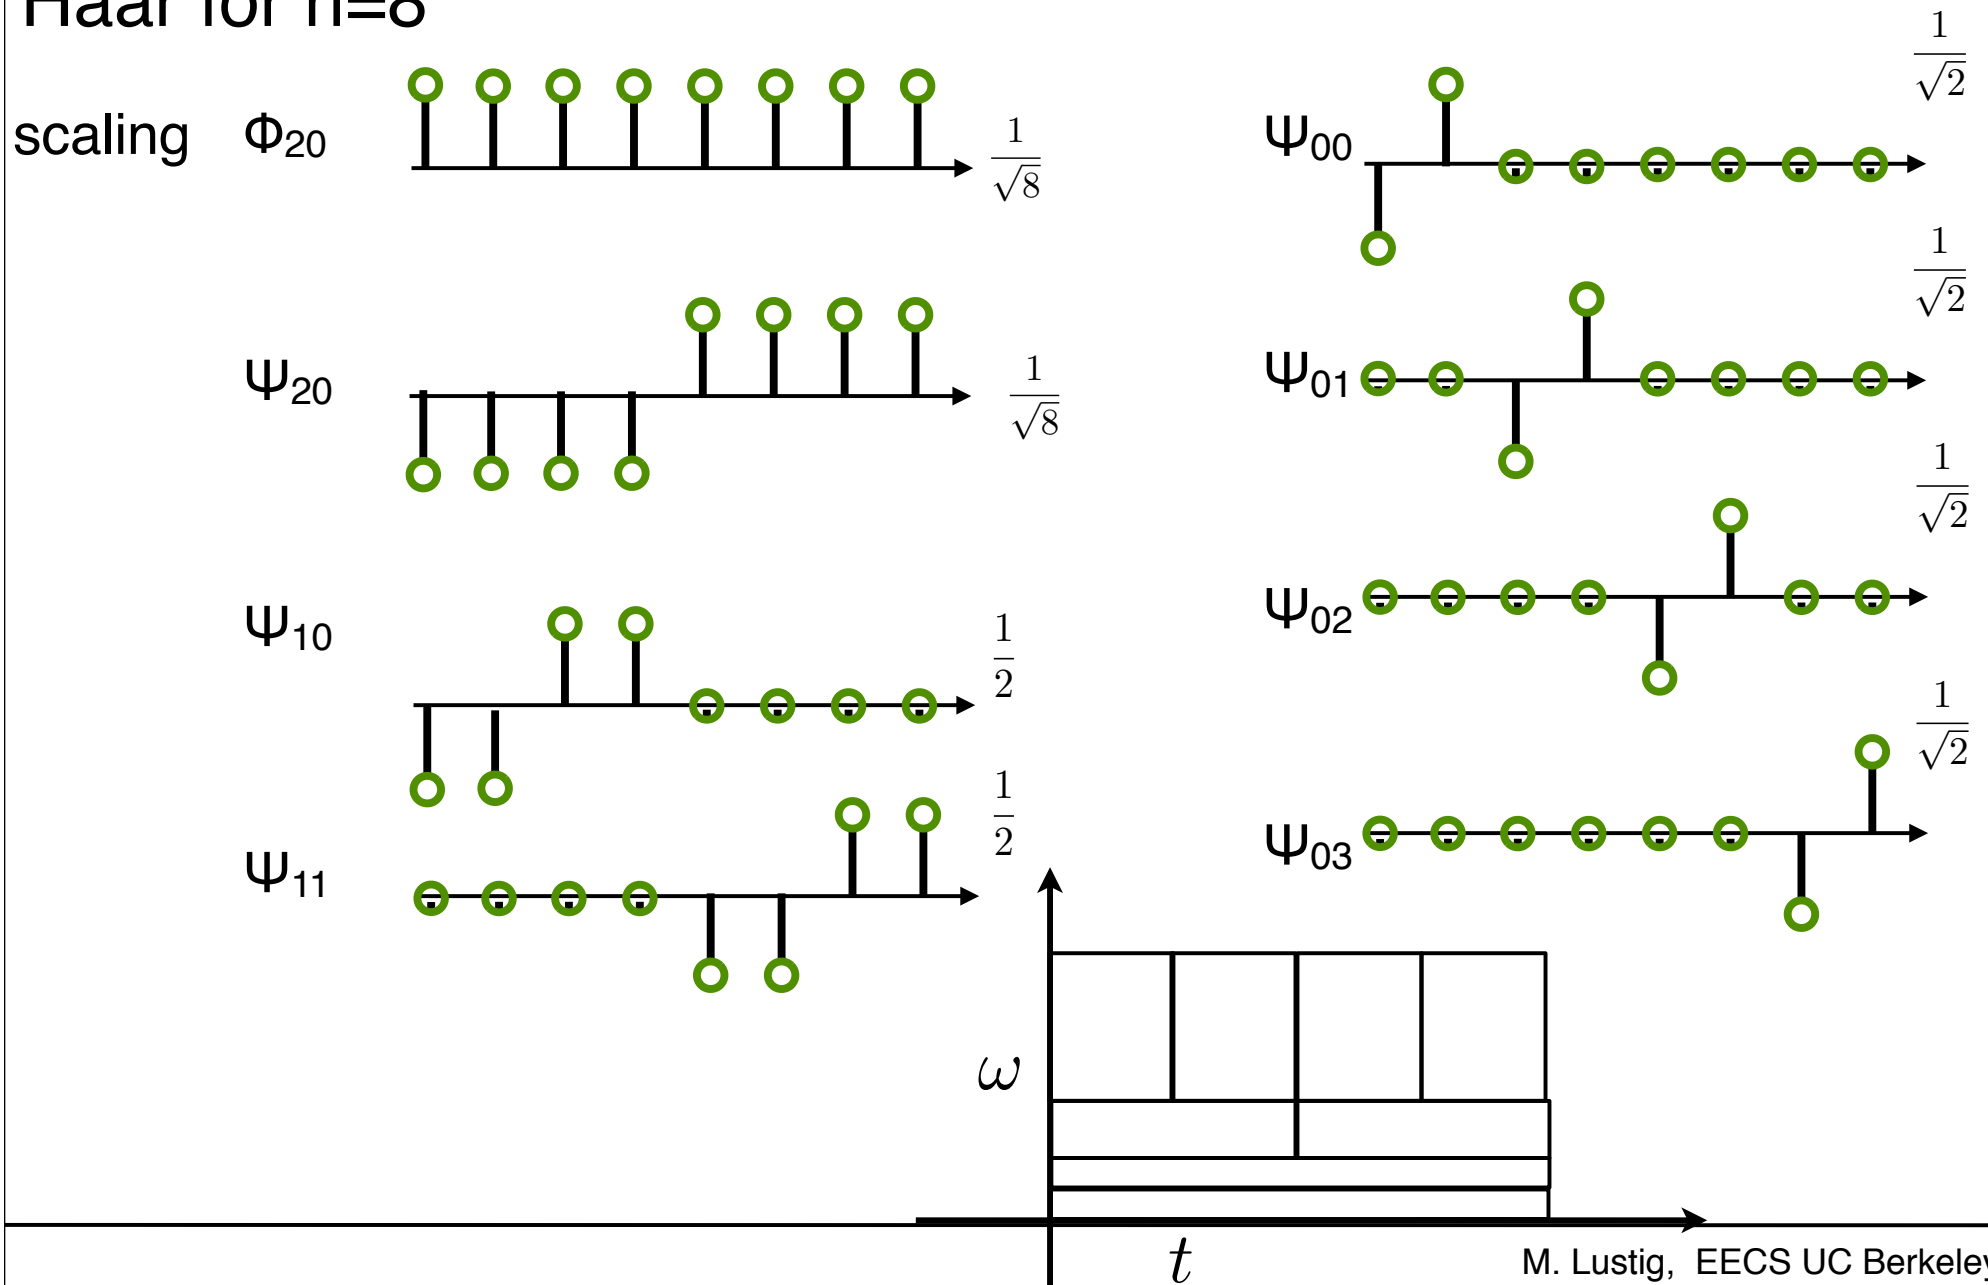 Haar for n=8
scaling Φ20
1/√8
Ψ20
1/√8
Ψ10
1/2
Ψ11
1/2
Ψ00
1/√2
Ψ01
1/√2
Ψ02
1/√2
Ψ03
1/√2
ω
t
M. Lustig, EECS UC Berkeley